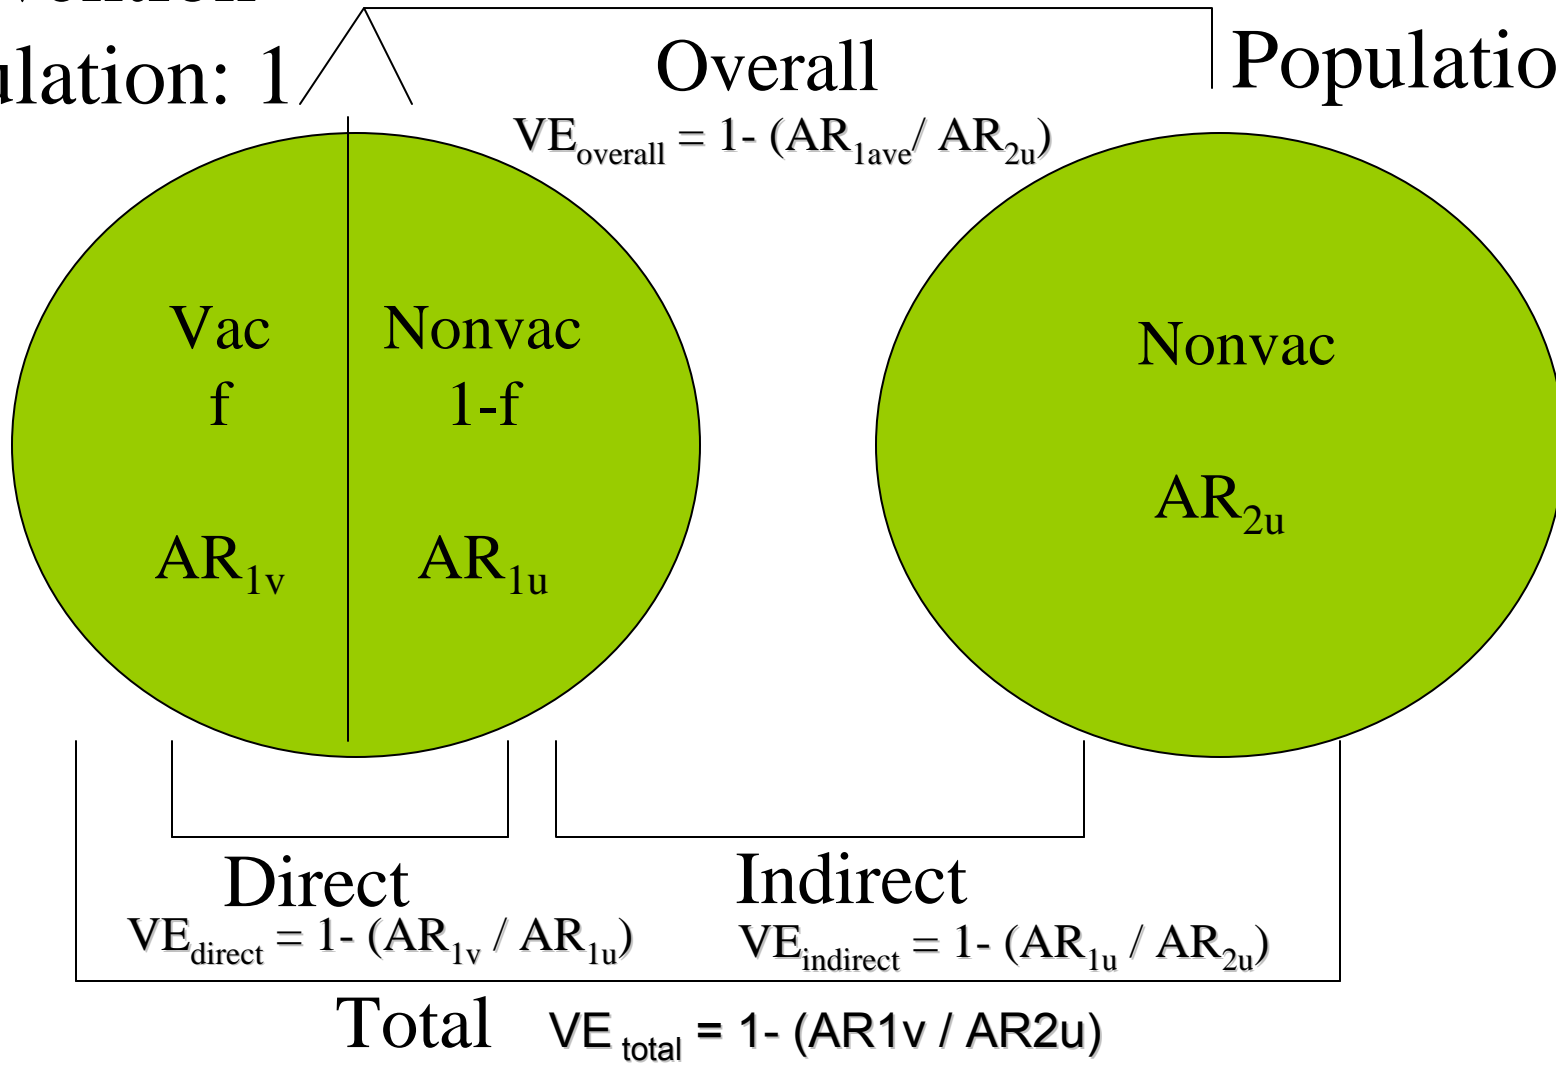 ulation: 1
Overall
Populatio
VEoverall = 1- (AR1ave/ AR2u)
Vac
f
AR1v
Nonvac
1-f
AR1u
Nonvac
AR2u
Direct
VEdirect = 1- (AR1v / AR1u)
Indirect
VEindirect = 1- (AR1u / AR2u)
Total VE total = 1- (AR1v / AR2u)